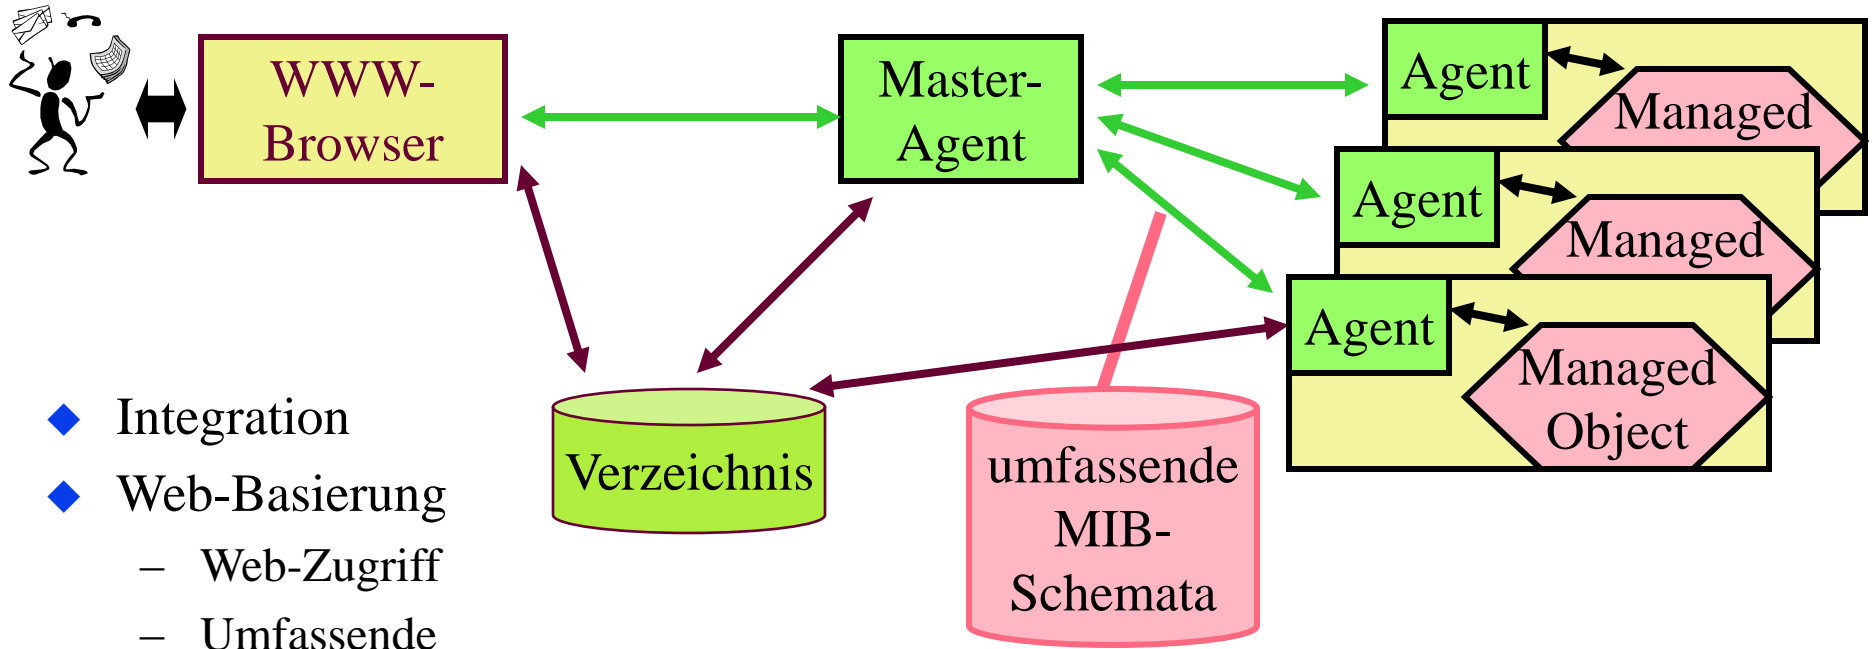 WWW-
Browser
Master-
Agent
Agent
Managed
Agent
Managed
Agent
Managed
Object
Verzeichnis
umfassende
MIB-
Schemata
Integration
Web-Basierung
– Web-Zugriff
– Umfassende